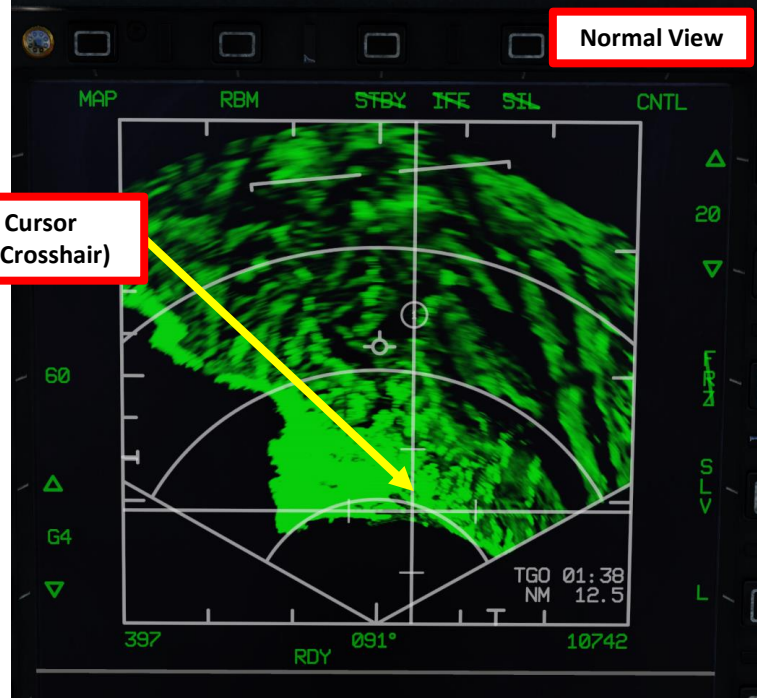 Normal View
MAP RBM STBY IFF SIL CNTL
20
Cursor
Crosshair)
60
FRZ
SLV
G4
TGO 01:38
NM 12.5
L
397 091° 10742
RDY